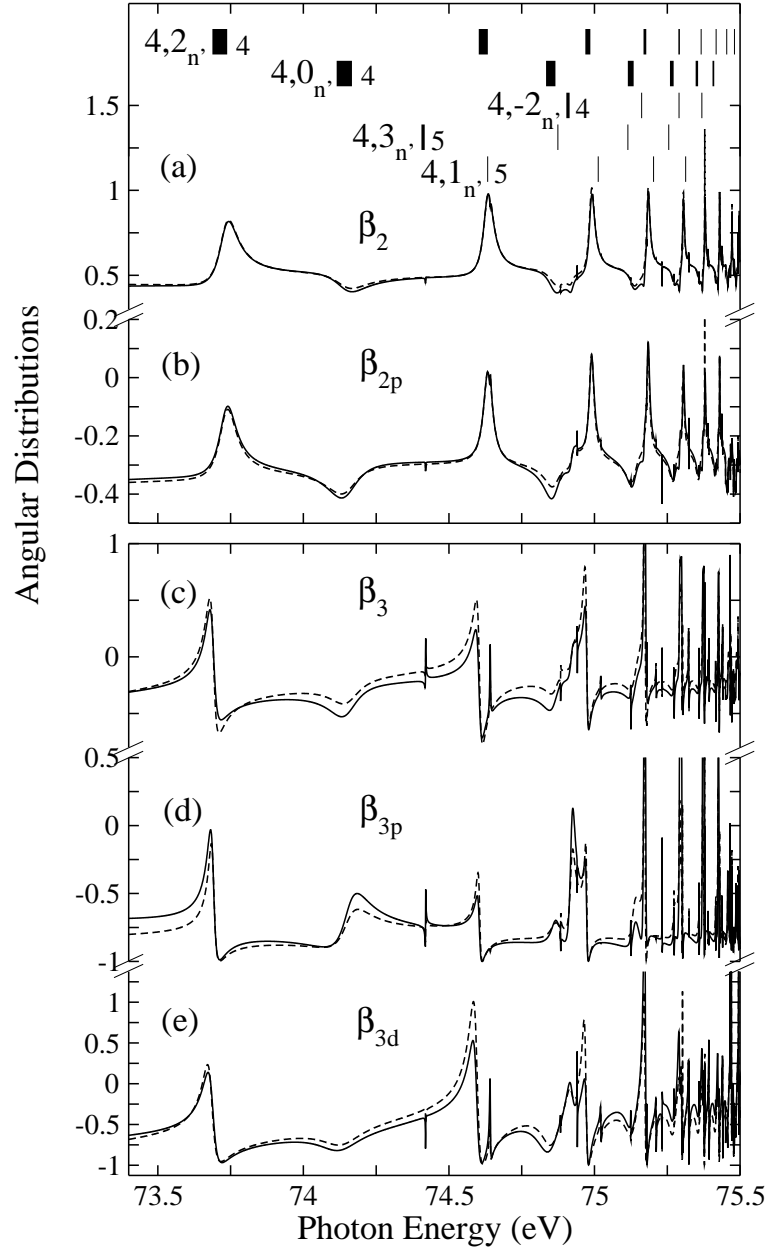 4,2n, 4
4,0n, 4
4,-2n, 4
4,3n, 5
4,1n, 5
1.5
(a)
1
β2
0.5
0.2
(b)
β2p
0
-0.2
-0.4
Angular Distributions
1
(c)
β3
0
0.5
(d)
β3p
0
-0.5
-1
1
(e)
β3d
0.5
0
-0.5
-1
73.5 74 74.5 75 75.5
Photon Energy (eV)